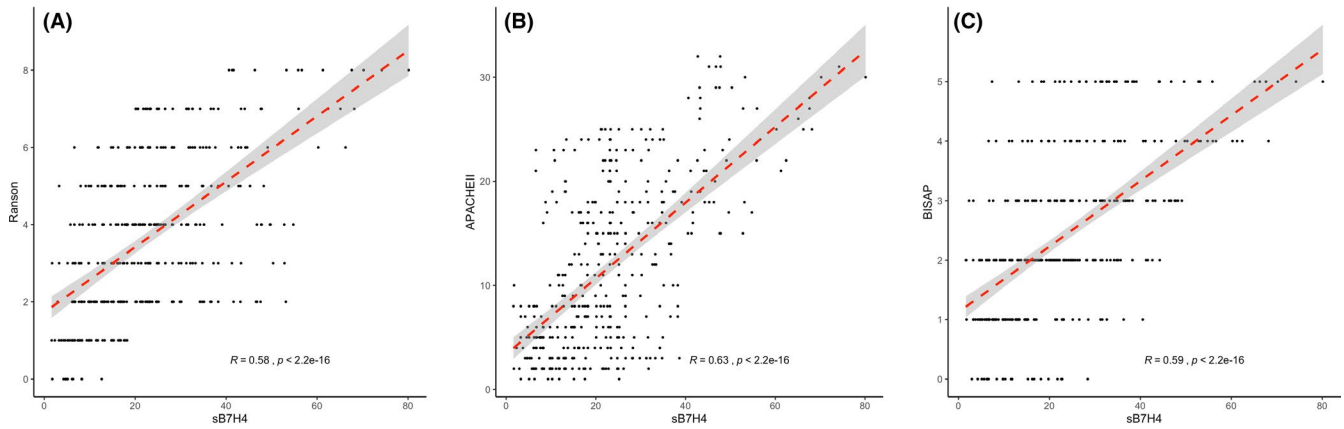 (A)
Ranson
8
6
4
2
0
R = 0.58 , p < 2.2e-16
0 20 40 60 80
sB7H4
(B)
APACHEII
30
20
10
0
R = 0.63 , p < 2.2e-16
0 20 40 60 80
sB7H4
(C)
BISAP
5
4
3
2
1
0
R = 0.59 , p < 2.2e-16
0 20 40 60 80
sB7H4